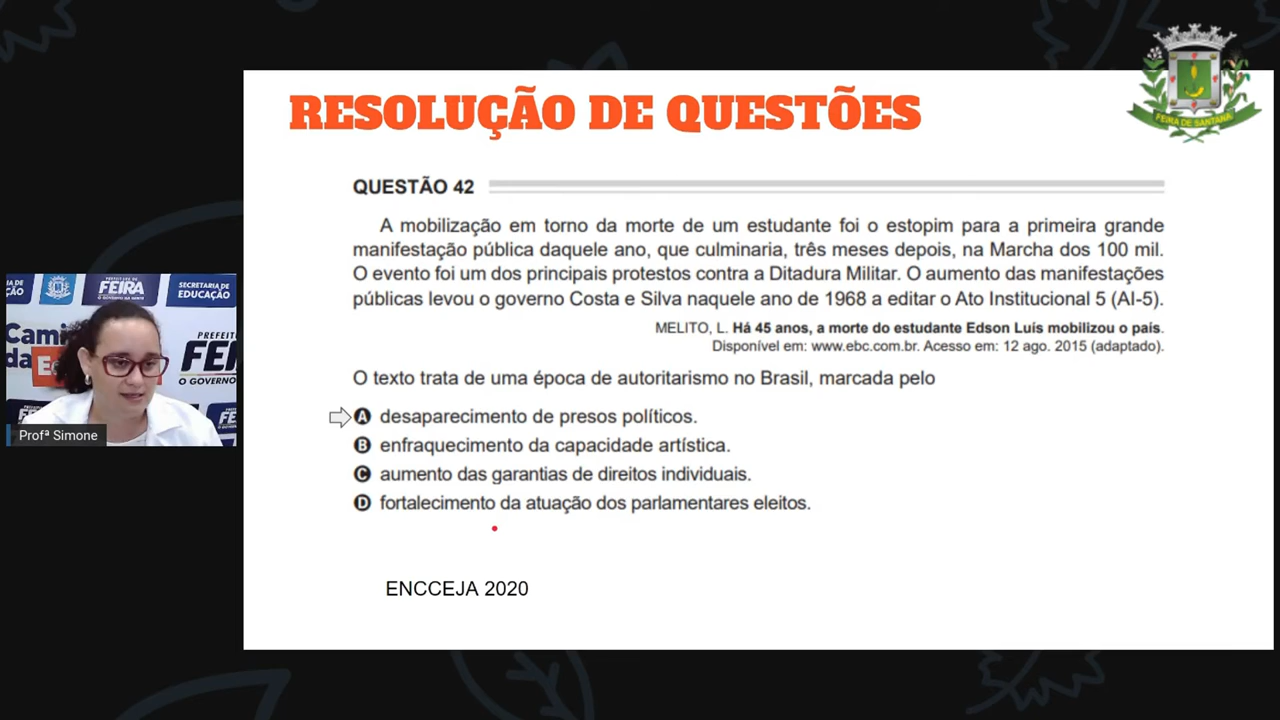 FEIRA DE SANTANA
RESOLUÇÃO DE QUESTÕES
QUESTÃO 42
A mobilização em torno da morte de um estudante foi o estopim para a primeira grande
manifestação pública daquele ano, que culminaria, três meses depois, na Marcha dos 100 mil.
O evento foi um dos principais protestos contra a Ditadura Militar. O aumento das manifestações
públicas levou o governo Costa e Silva naquele ano de 1968 a editar o Ato Institucional 5 (AI-5).
MELITO, L. Há 45 anos, a morte do estudante Edson Luís mobilizou o país.
Disponível em: www.ebc.com.br. Acesso em: 12 ago. 2015 (adaptado).
O texto trata de uma época de autoritarismo no Brasil, marcada pelo
A desaparecimento de presos políticos.
B enfraquecimento da capacidade artística.
C aumento das garantias de direitos individuais.
D fortalecimento da atuação dos parlamentares eleitos.
ENCCEJA 2020
FEIRA
SECRETARIA DE
EDUCAÇÃO
Cami
da
PREFEIT
FE
O GOVERNO
Profª Simone